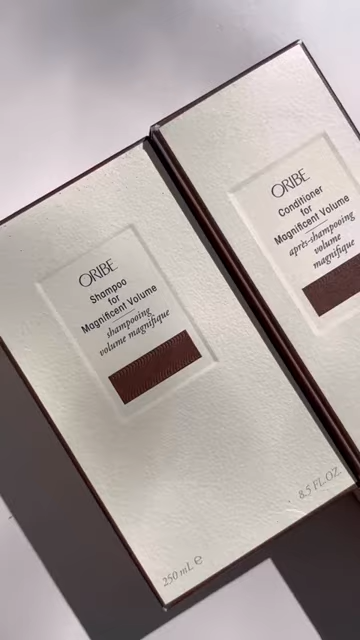 ORIBE
Shampoo
for
Magnificent Volume
shampooing
volume magnifique
250 mL ℮
8.5 FL.OZ.
ORIBE
Conditioner
for
Magnificent Volume
après-shampooing
volume
magnifique